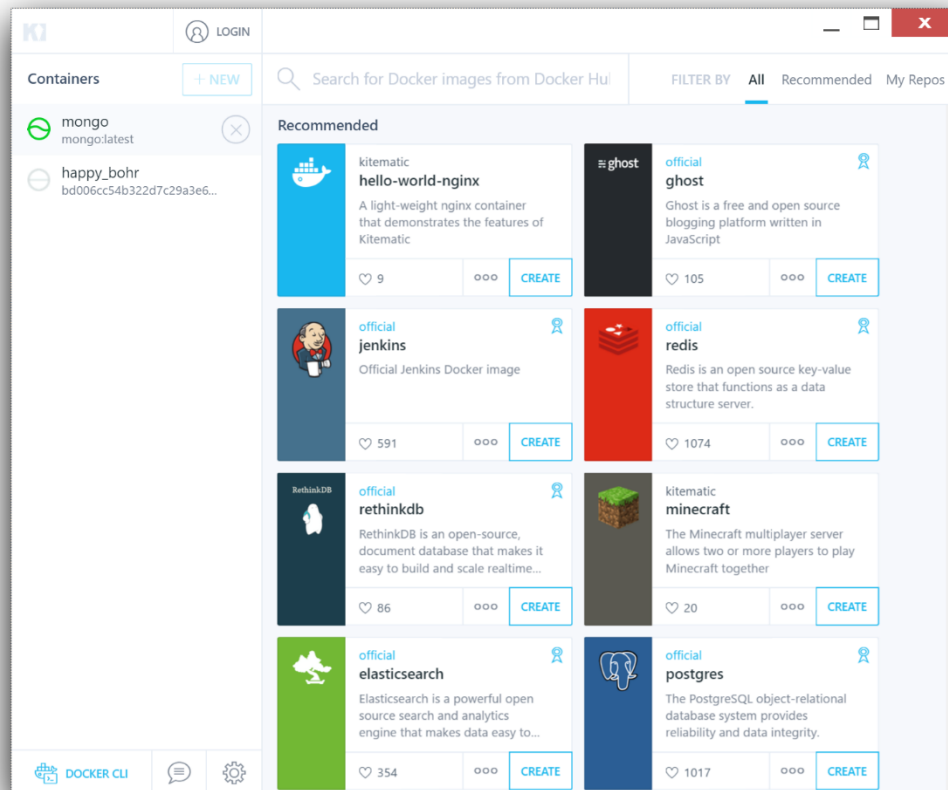 K
LOGIN
Containers
+ NEW
mongo
mongo:latest
happy_bohr
bd006cc54b322d7c29a3e6...
DOCKER CLI
Search for Docker images from Docker Hu
FILTER BY All Recommended My Repos
Recommended
kitematic
hello-world-nginx
A light-weight nginx container
that demonstrates the features of
Kitematic
9
CREATE
ghost
official
ghost
Ghost is a free and open source
blogging platform written in
JavaScript
105
CREATE
official
jenkins
Official Jenkins Docker image
591
CREATE
official
redis
Redis is an open source key-value
store that functions as a data
structure server.
1074
CREATE
RethinkDB
official
rethinkdb
RethinkDB is an open-source,
document database that makes it
easy to build and scale realtime...
86
CREATE
kitematic
minecraft
The Minecraft multiplayer server
allows two or more players to play
Minecraft together
20
CREATE
official
elasticsearch
Elasticsearch is a powerful open
source search and analytics
engine that makes data easy to...
354
CREATE
official
postgres
The PostgreSQL object-relational
database system provides
reliability and data integrity.
1017
CREATE